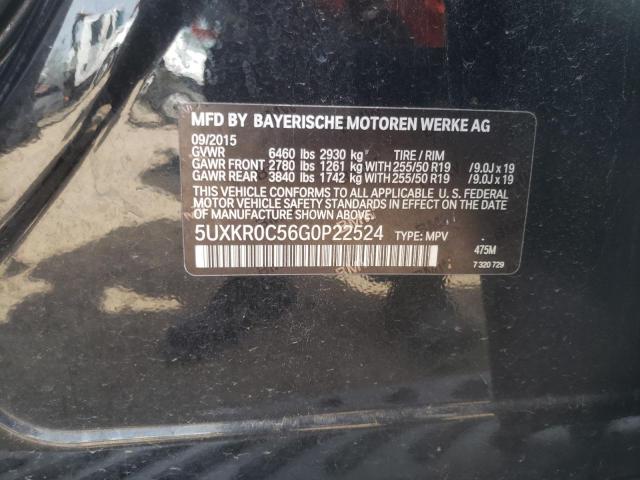 MFD BY BAYERISCHE MOTOREN WERKE AG
09/2015
GVWR 6460 lbs 2930 kg TIRE / RIM
GAWR FRONT 2780 lbs 1261 kg WITH 255/50 R19 /9.0J x 19
GAWR REAR 3840 lbs 1742 kg WITH 255/50 R19 /9.0J x 19
THIS VEHICLE CONFORMS TO ALL APPLICABLE U. S. FEDERAL
MOTOR VEHICLE SAFETY STANDARDS IN EFFECT ON THE DATE
OF MANUFACTURE SHOWN ABOVE.
5UXKR0C56G0P22524 TYPE: MPV 475M
7 320 729